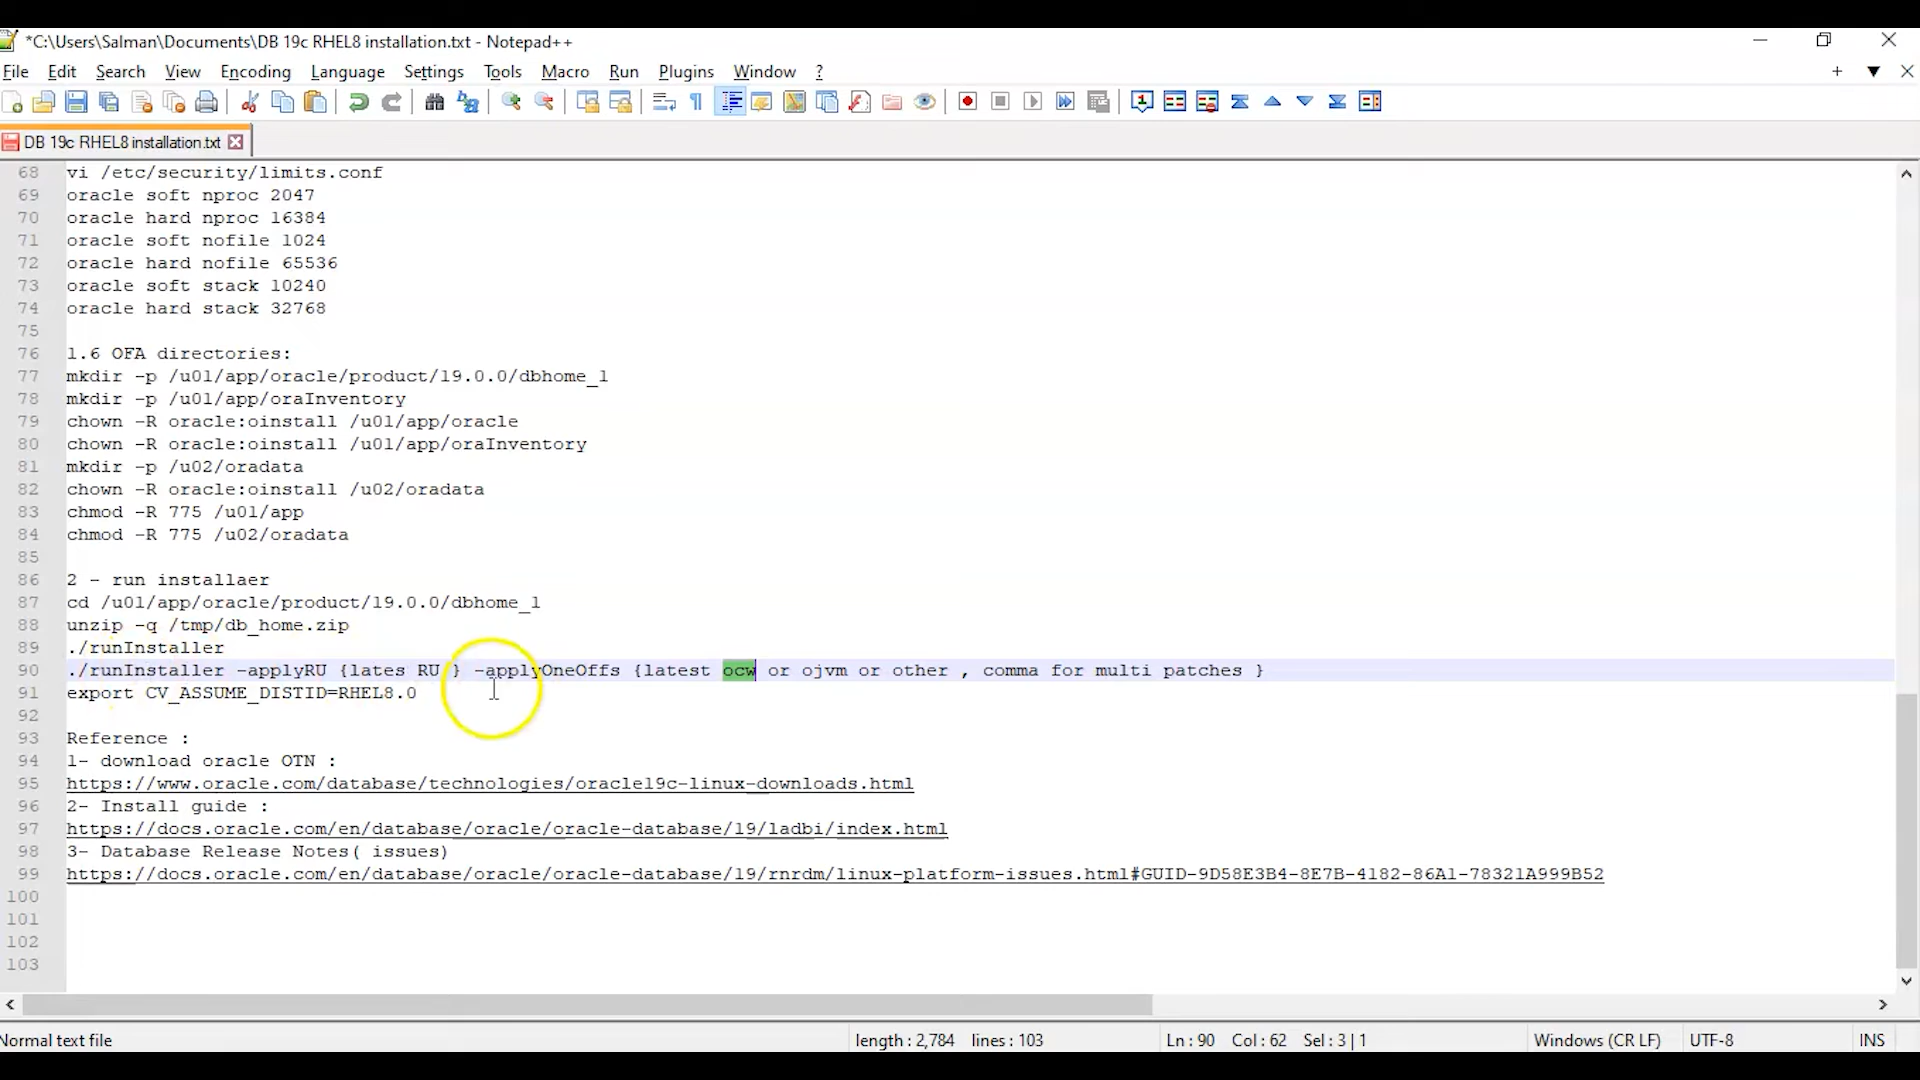 *C:\Users\Salman\Documents\DB 19c RHEL8 installation.txt - Notepad++
File Edit Search View Encoding Language Settings Tools Macro Run Plugins Window ?
DB 19c RHEL8 installation.txt
68 vi /etc/security/limits.conf
69 oracle soft nproc 2047
70 oracle hard nproc 16384
71 oracle soft nofile 1024
72 oracle hard nofile 65536
73 oracle soft stack 10240
74 oracle hard stack 32768
75
76 1.6 OFA directories:
77 mkdir -p /u01/app/oracle/product/19.0.0/dbhome_1
78 mkdir -p /u01/app/oraInventory
79 chown -R oracle:oinstall /u01/app/oracle
80 chown -R oracle:oinstall /u01/app/oraInventory
81 mkdir -p /u02/oradata
82 chown -R oracle:oinstall /u02/oradata
83 chmod -R 775 /u01/app
84 chmod -R 775 /u02/oradata
85
86 2 - run installaer
87 cd /u01/app/oracle/product/19.0.0/dbhome_1
88 unzip -q /tmp/db_home.zip
89 ./runInstaller
90 ./runInstaller -applyRU {lates RU } -applyOneOffs {latest ocw or ojvm or other , comma for multi patches }
91 export CV_ASSUME_DISTID=RHEL8.0
92
93 Reference :
94 1- download oracle OTN :
95 https://www.oracle.com/database/technologies/oracle19c-linux-downloads.html
96 2- Install guide :
97 https://docs.oracle.com/en/database/oracle/oracle-database/19/ladbi/index.html
98 3- Database Release Notes( issues)
99 https://docs.oracle.com/en/database/oracle/oracle-database/19/rnrdm/linux-platform-issues.html#GUID-9D58E3B4-8E7B-4182-86A1-78321A999B52
100
101
102
103
Normal text file length : 2,784 lines : 103 Ln : 90 Col : 62 Sel : 3 | 1 Windows (CR LF) UTF-8 INS